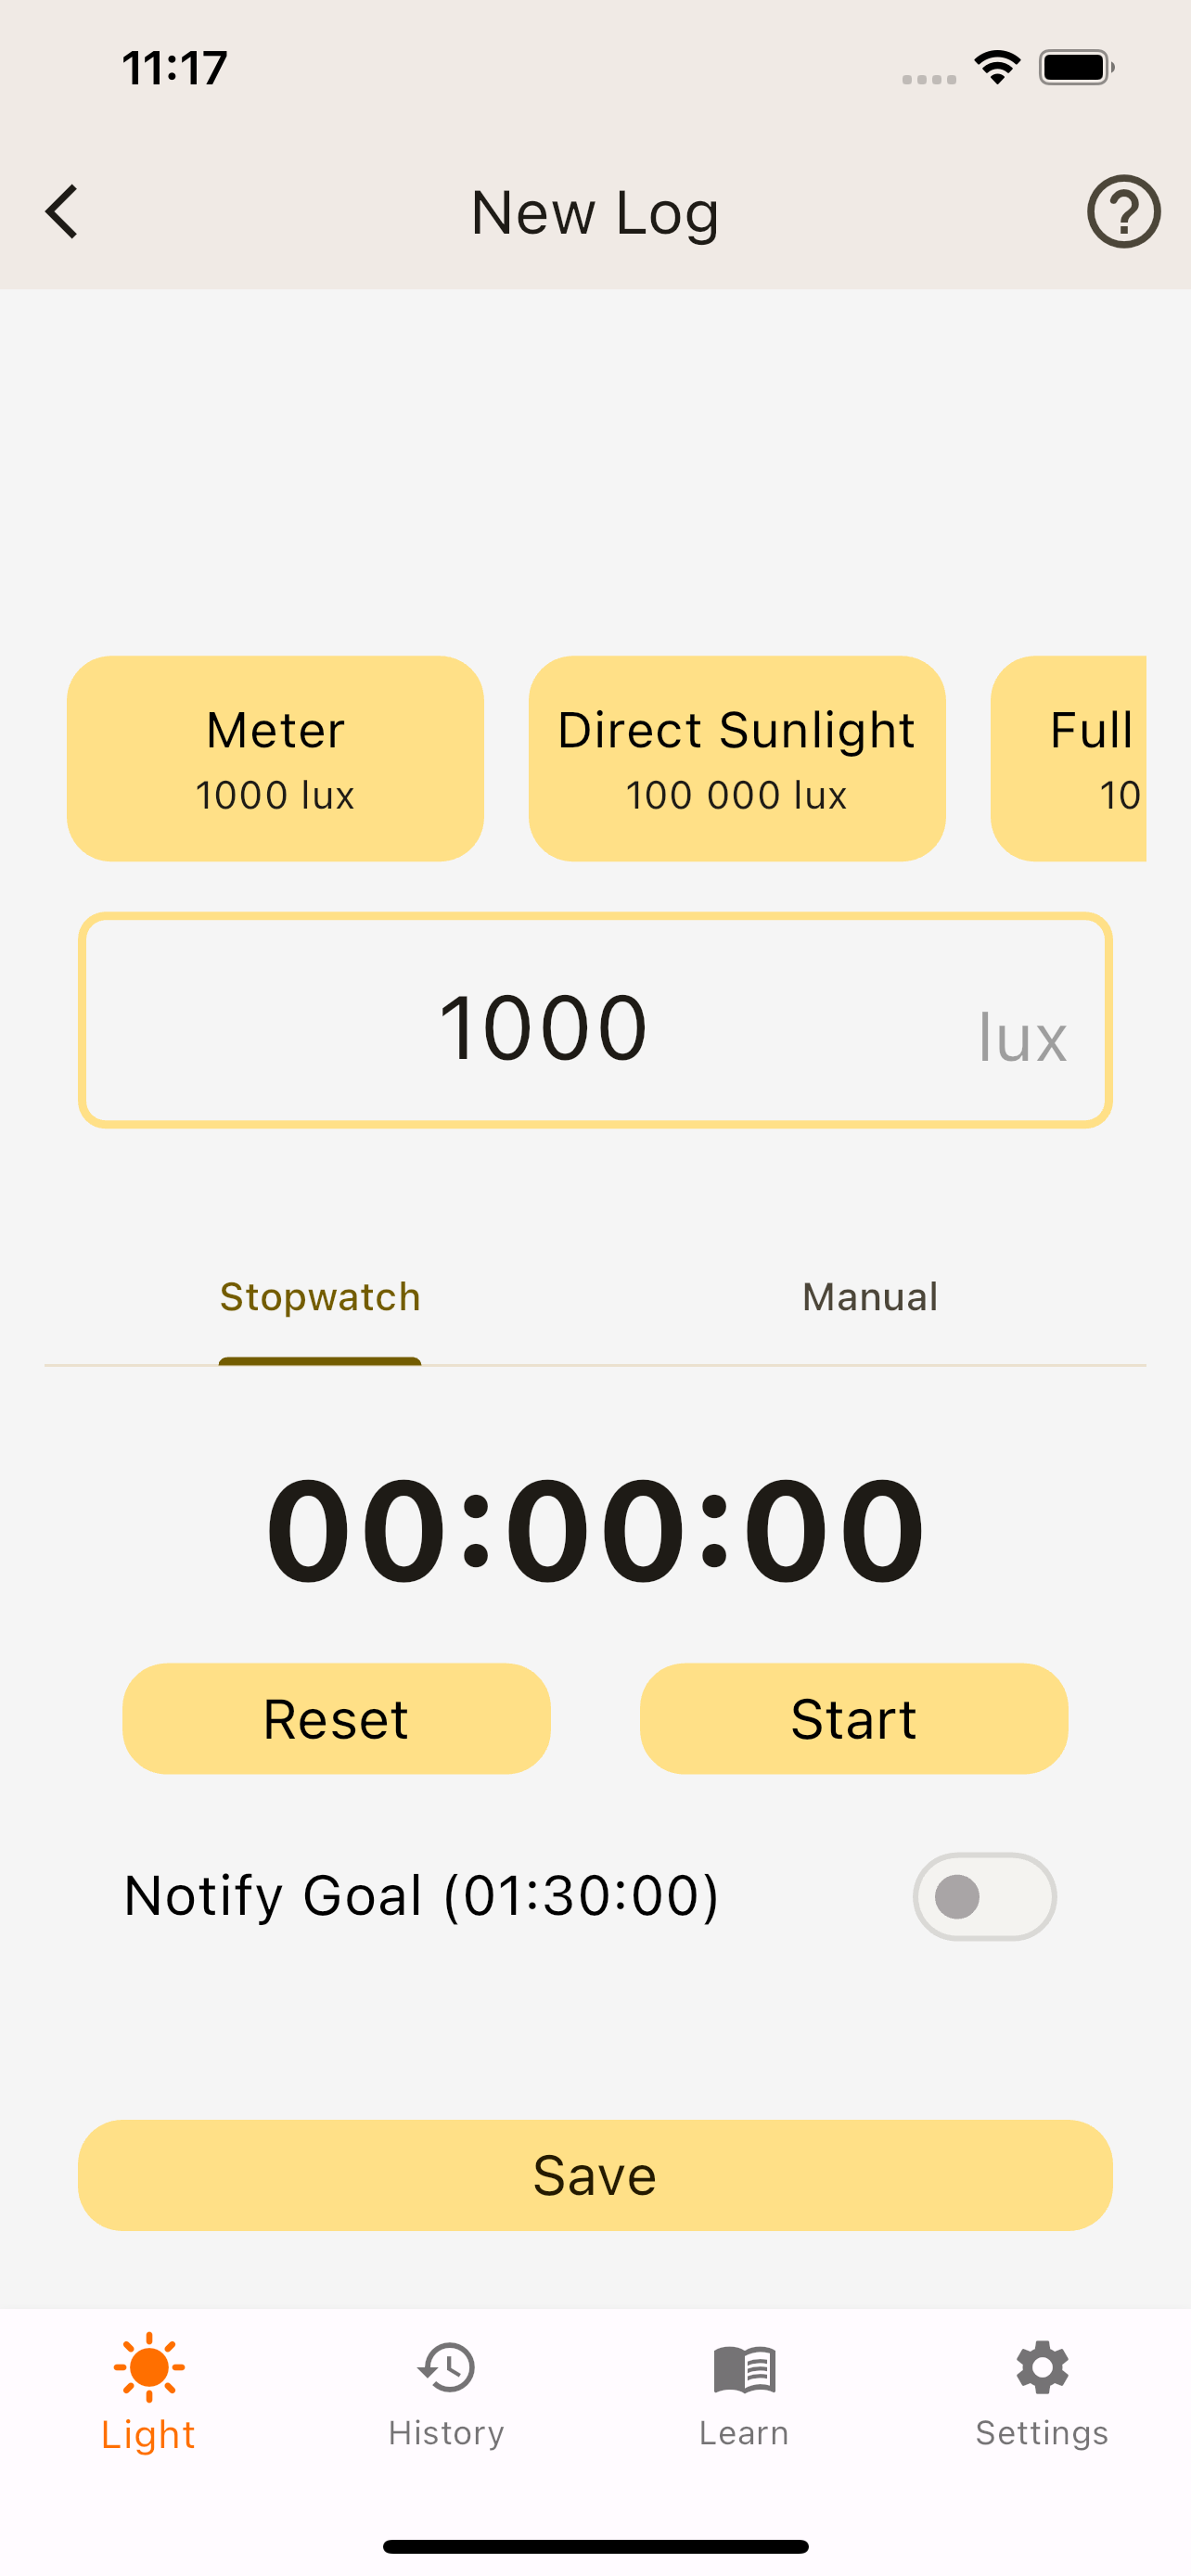 11:17
New Log
Meter
1000 lux
Direct Sunlight
100 000 lux
Full
10
1000
lux
Stopwatch
Manual
00:00:00
Reset
Start
Notify Goal (01:30:00)
Save
Light
History
Learn
Settings